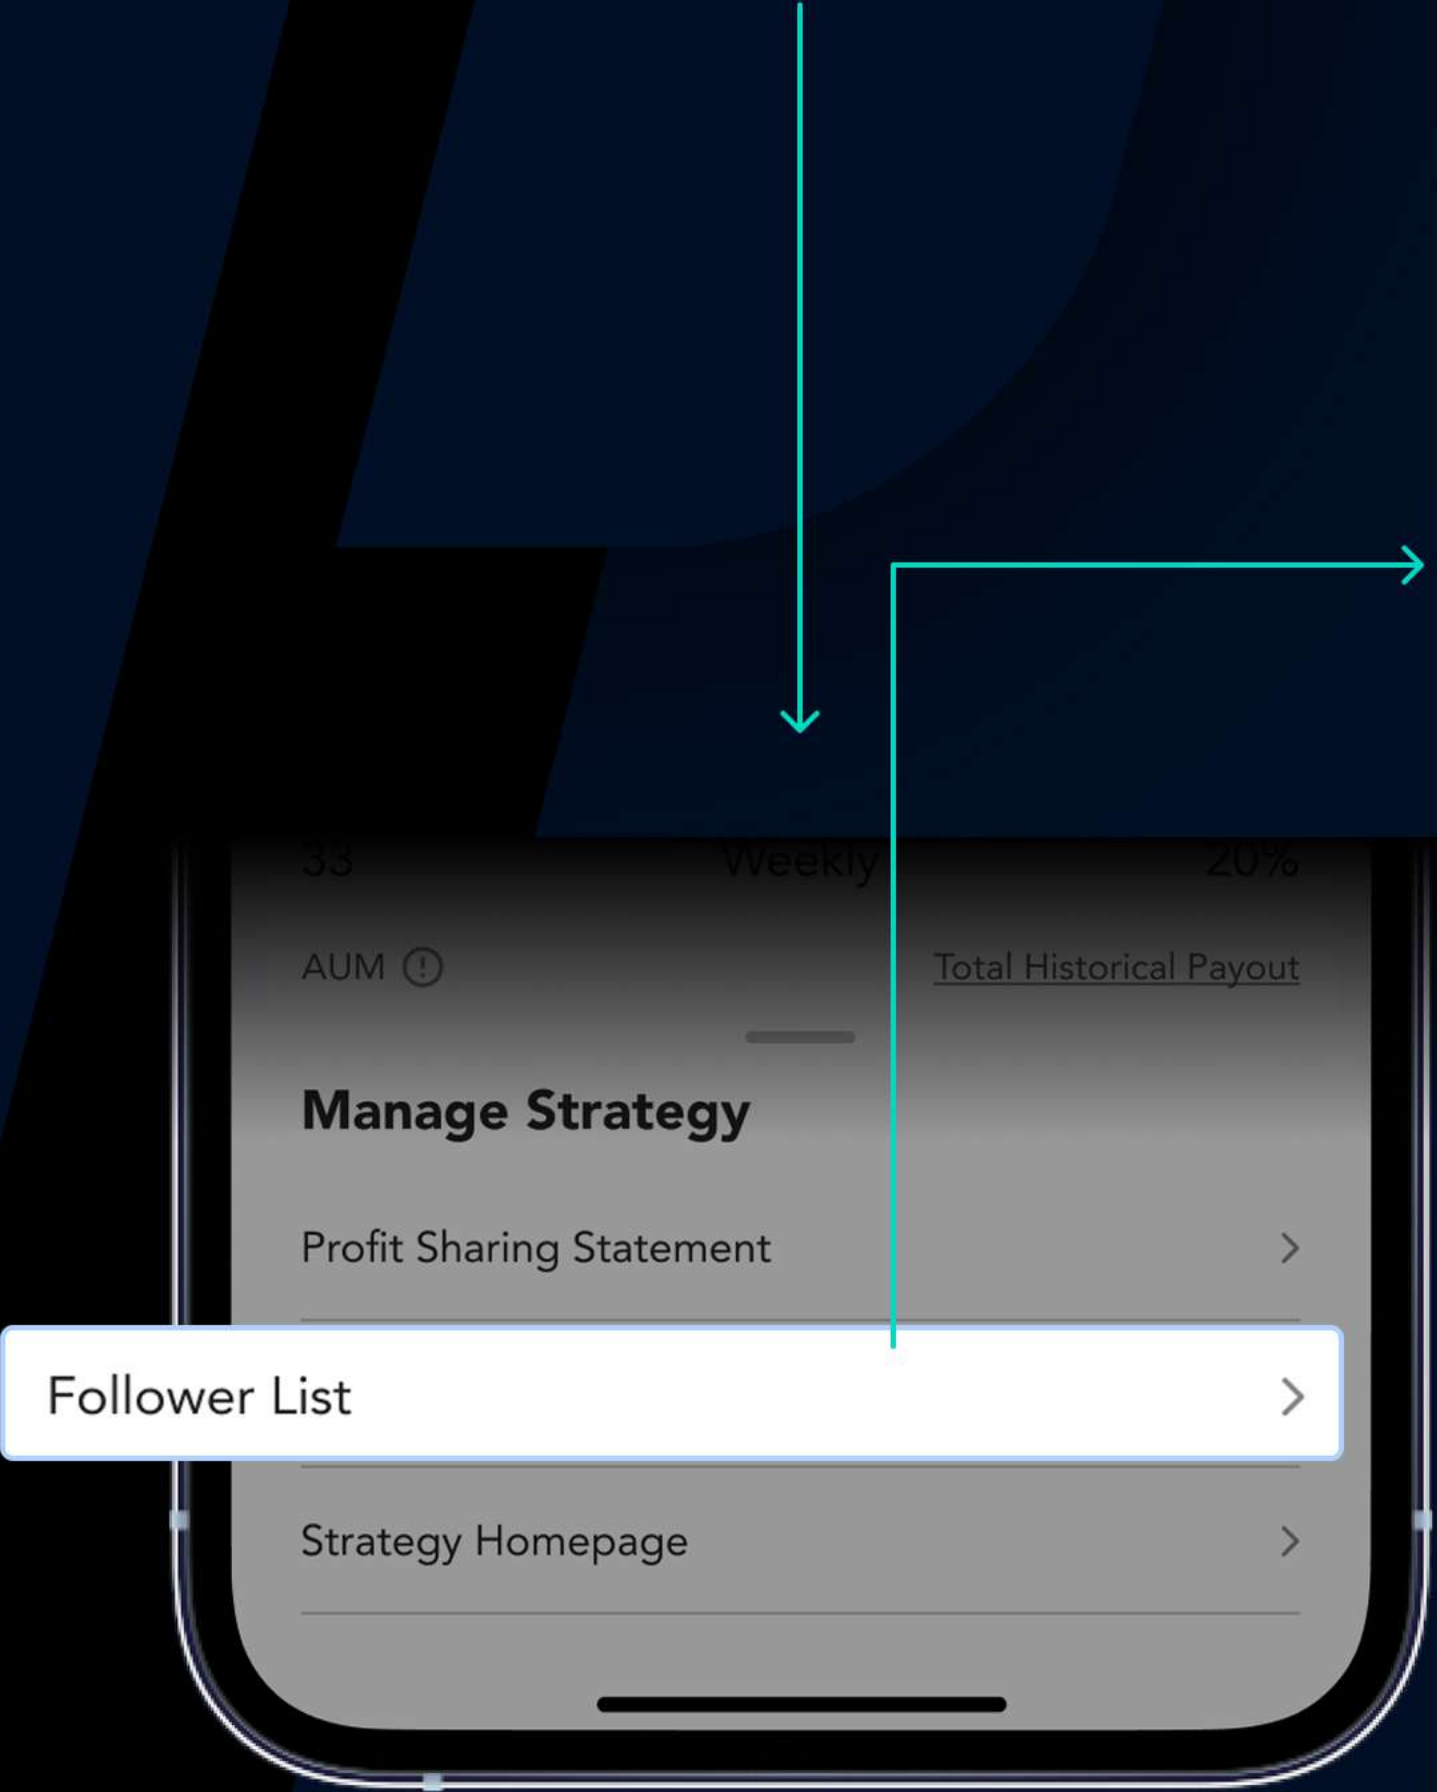 33 Weekly 20%
AUM Total Historical Payout
Manage Strategy
Profit Sharing Statement
Follower List
Strategy Homepage